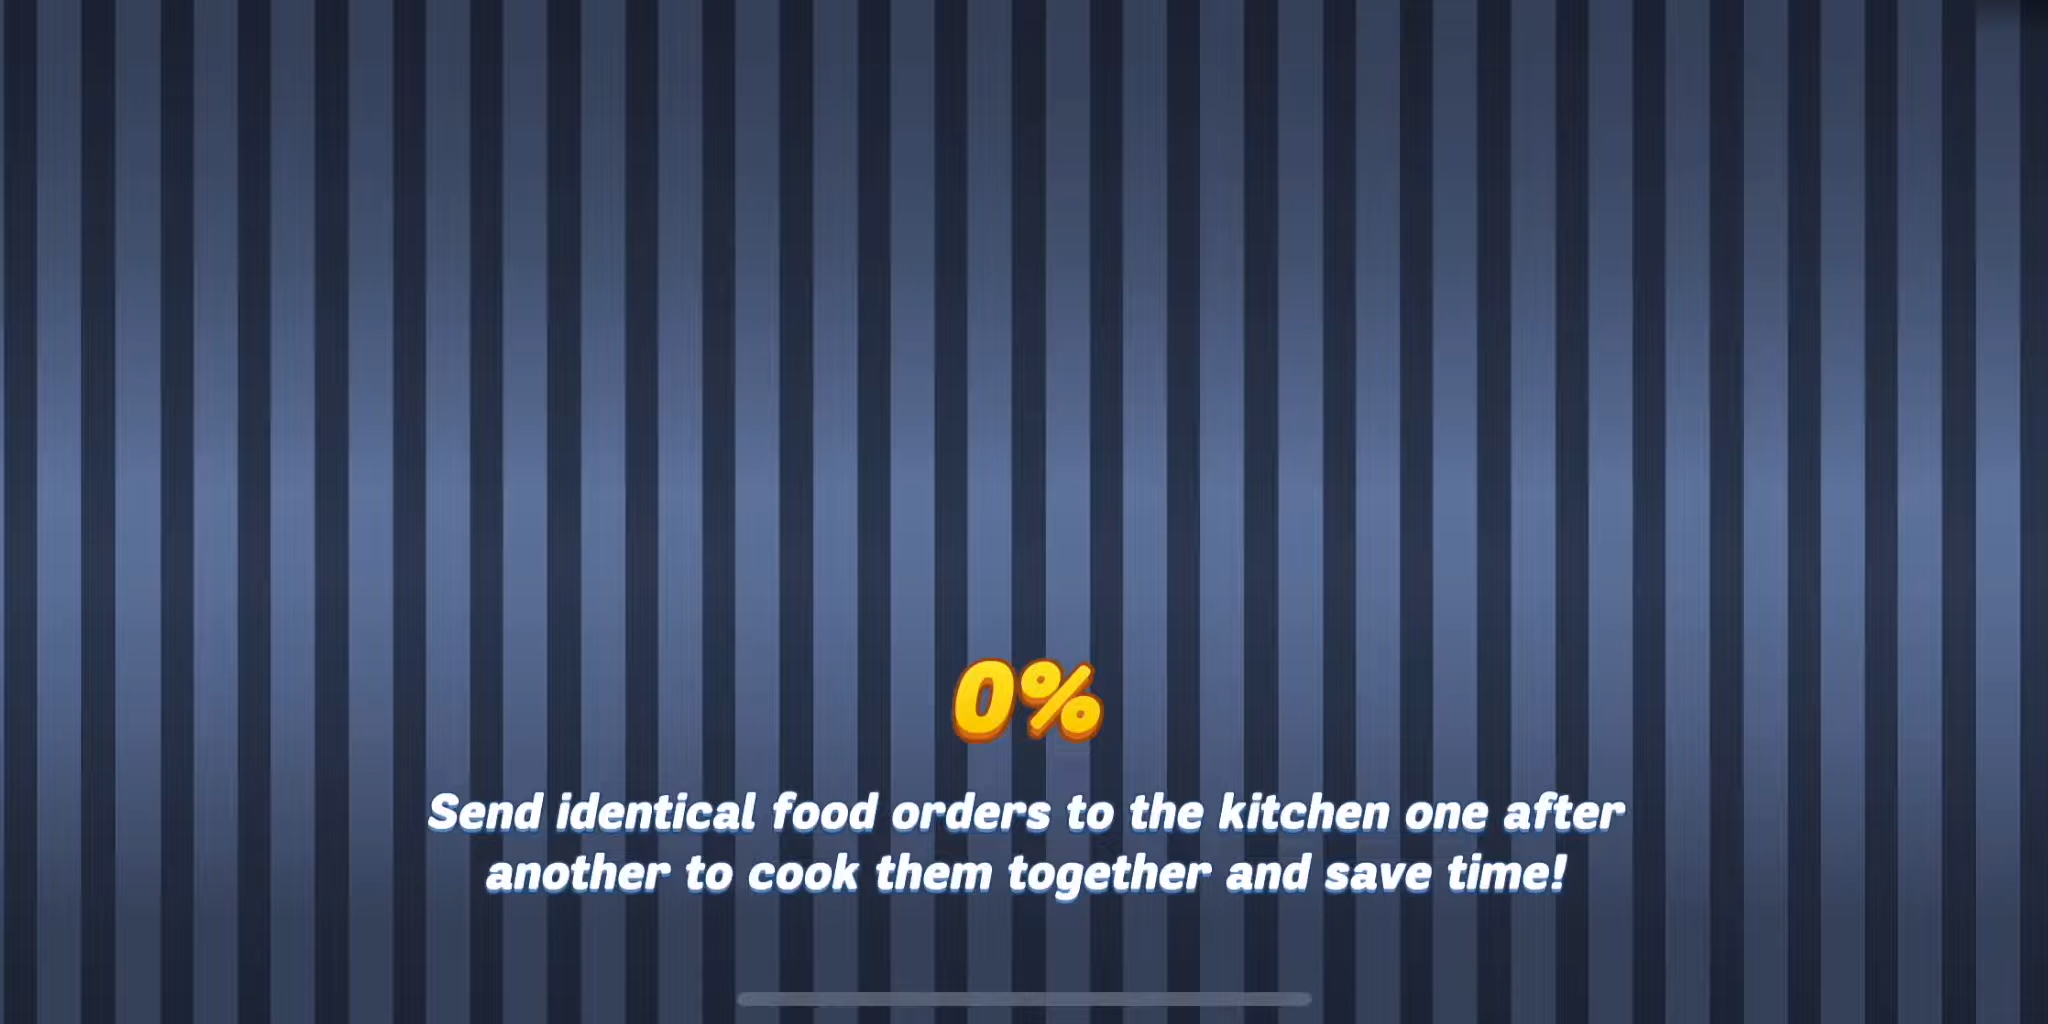 0%
Send identical food orders to the kitchen one after
another to cook them together and save time!